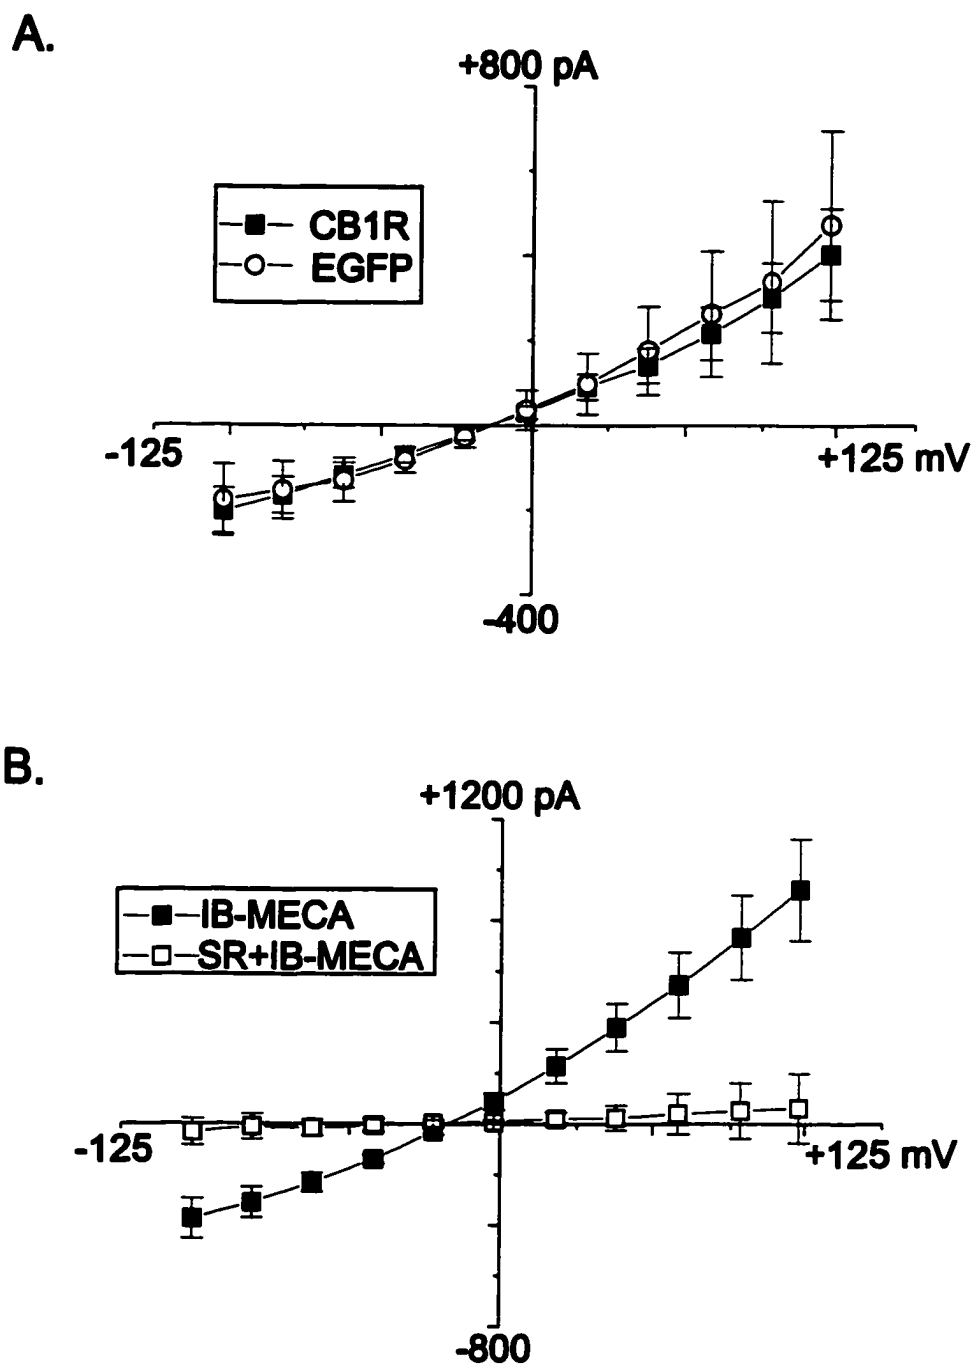 A.
+800 pA
CB1R
EGFP
-125
+125 mV
-400
B.
+1200 pA
IB-MECA
SR+IB-MECA
-125
+125 mV
-800